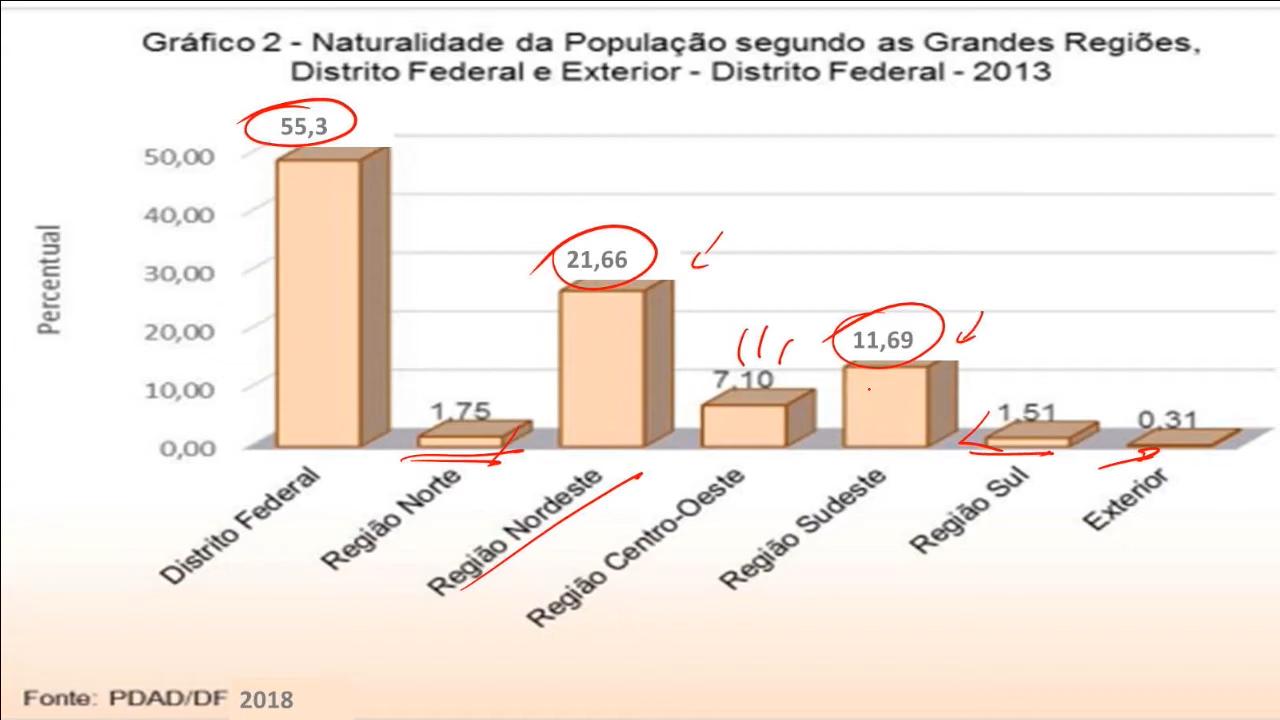 Gráfico 2 - Naturalidade da População segundo as Grandes Regiões,
Distrito Federal e Exterior - Distrito Federal - 2013
55,3
50,00
40,00
30,00
20,00
10,00
0,00
Percentual
1,75
21,66
7,10
11,69
1,51
0,31
Distrito Federal
Região Norte
Região Nordeste
Região Centro-Oeste
Região Sudeste
Região Sul
Exterior
Fonte: PDAD/DF 2018